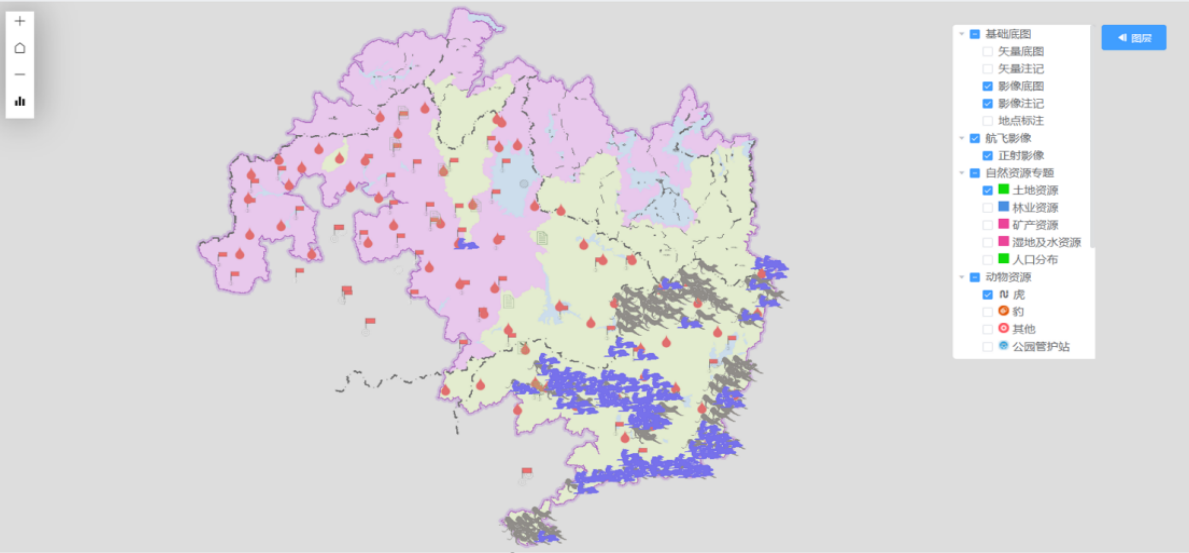 基础底图
图层
矢量底图
矢量注记
影像底图
影像注记
地点标注
航飞影像
正射影像
自然资源专题
土地资源
林业资源
矿产资源
湿地及水资源
人口分布
动物资源
虎
豹
其他
公园管护站